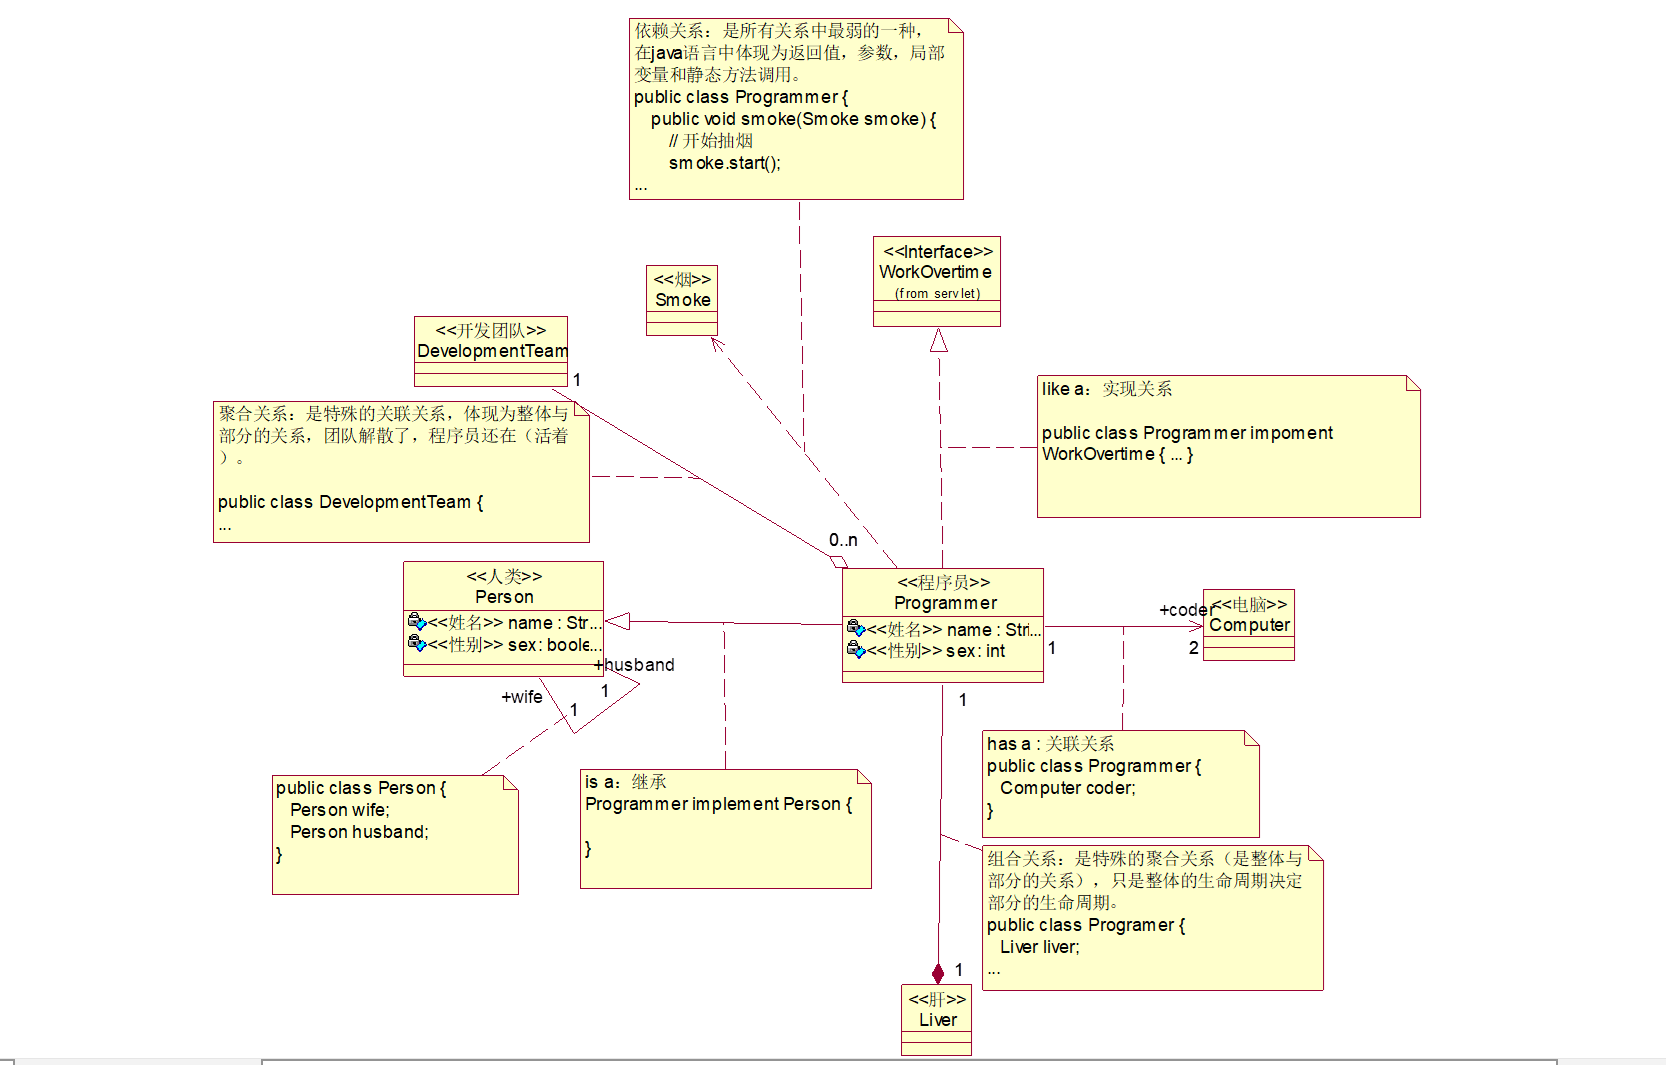 依赖关系：是所有关系中最弱的一种，
在java语言中体现为返回值，参数，局部
变量和静态方法调用。
public class Programmer {
public void smoke(Smoke smoke) {
// 开始抽烟
smoke.start();
...
<<Interface>>
WorkOvertime
(from servlet)
<<烟>>
Smoke
<<开发团队>>
DevelopmentTeam
1
like a：实现关系
public class Programmer impoment
WorkOvertime { ... }
聚合关系：是特殊的关联关系，体现为整体与
部分的关系，团队解散了，程序员还在（活着
）。
public class DevelopmentTeam {
...
0..n
<<人类>>
Person
<<姓名>> name : Str...
<<性别>> sex : boole...
<<程序员>>
Programmer
<<姓名>> name : Stri...
<<性别>> sex : int
+coder
<<电脑>>
Computer
1
2
+husband
1
+wife
1
1
has a : 关联关系
public class Programmer {
Computer coder;
}
public class Person {
Person wife;
Person husband;
}
is a：继承
Programmer implement Person {
}
组合关系：是特殊的聚合关系（是整体与
部分的关系），只是整体的生命周期决定
部分的生命周期。
public class Programer {
Liver liver;
...
1
<<肝>>
Liver